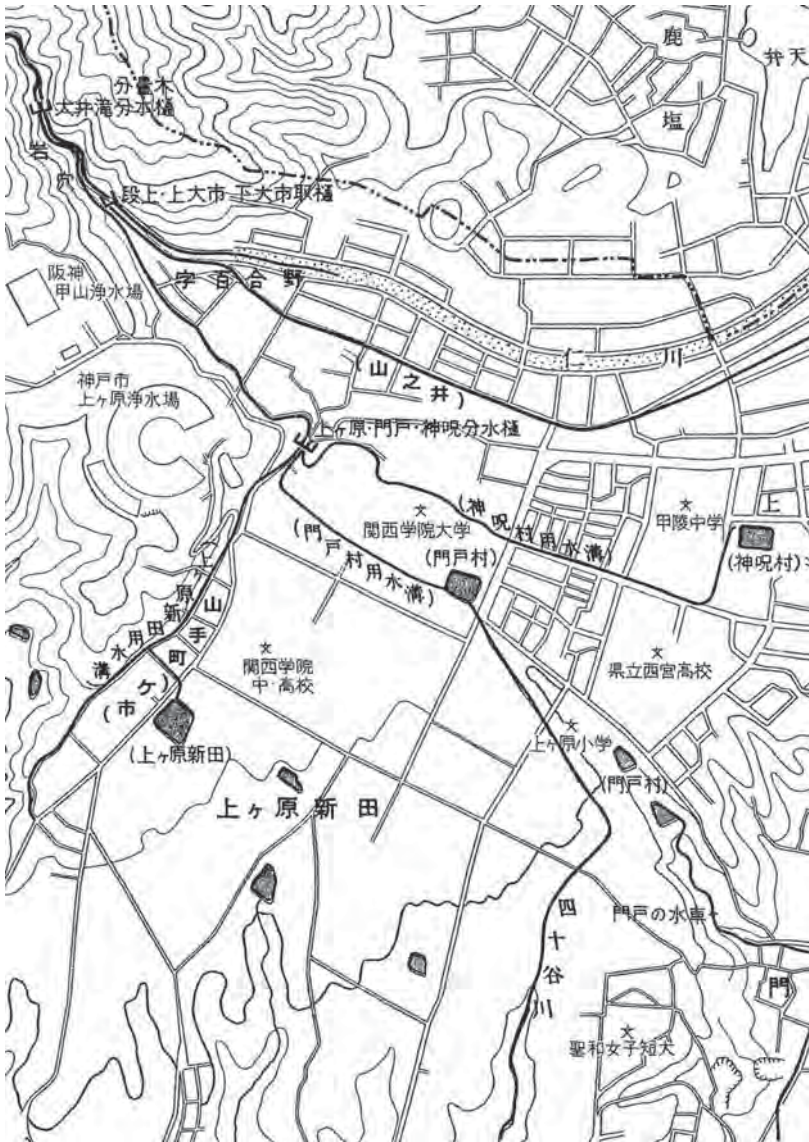 鹿
塩
弁天
分畳木
大井滝分水樋
岩穴
段上・上大市・下大市取樋
阪神
甲山浄水場
字百合野
仁川
(山之井)
神戸市
上ヶ原浄水場
上ヶ原・門戸・神呪分水樋
関西学院大学
(神呪村用水溝)
甲陵中学
上
(神呪村)
(門戸村用水溝)
(門戸村)
上ヶ原新田用水溝
山手町
(市ケ)
関西学院
中・高校
県立西宮高校
(上ヶ原新田)
上ヶ原小学
(門戸村)
上ヶ原新田
四十谷川
門戸の水車
門
聖和女子短大